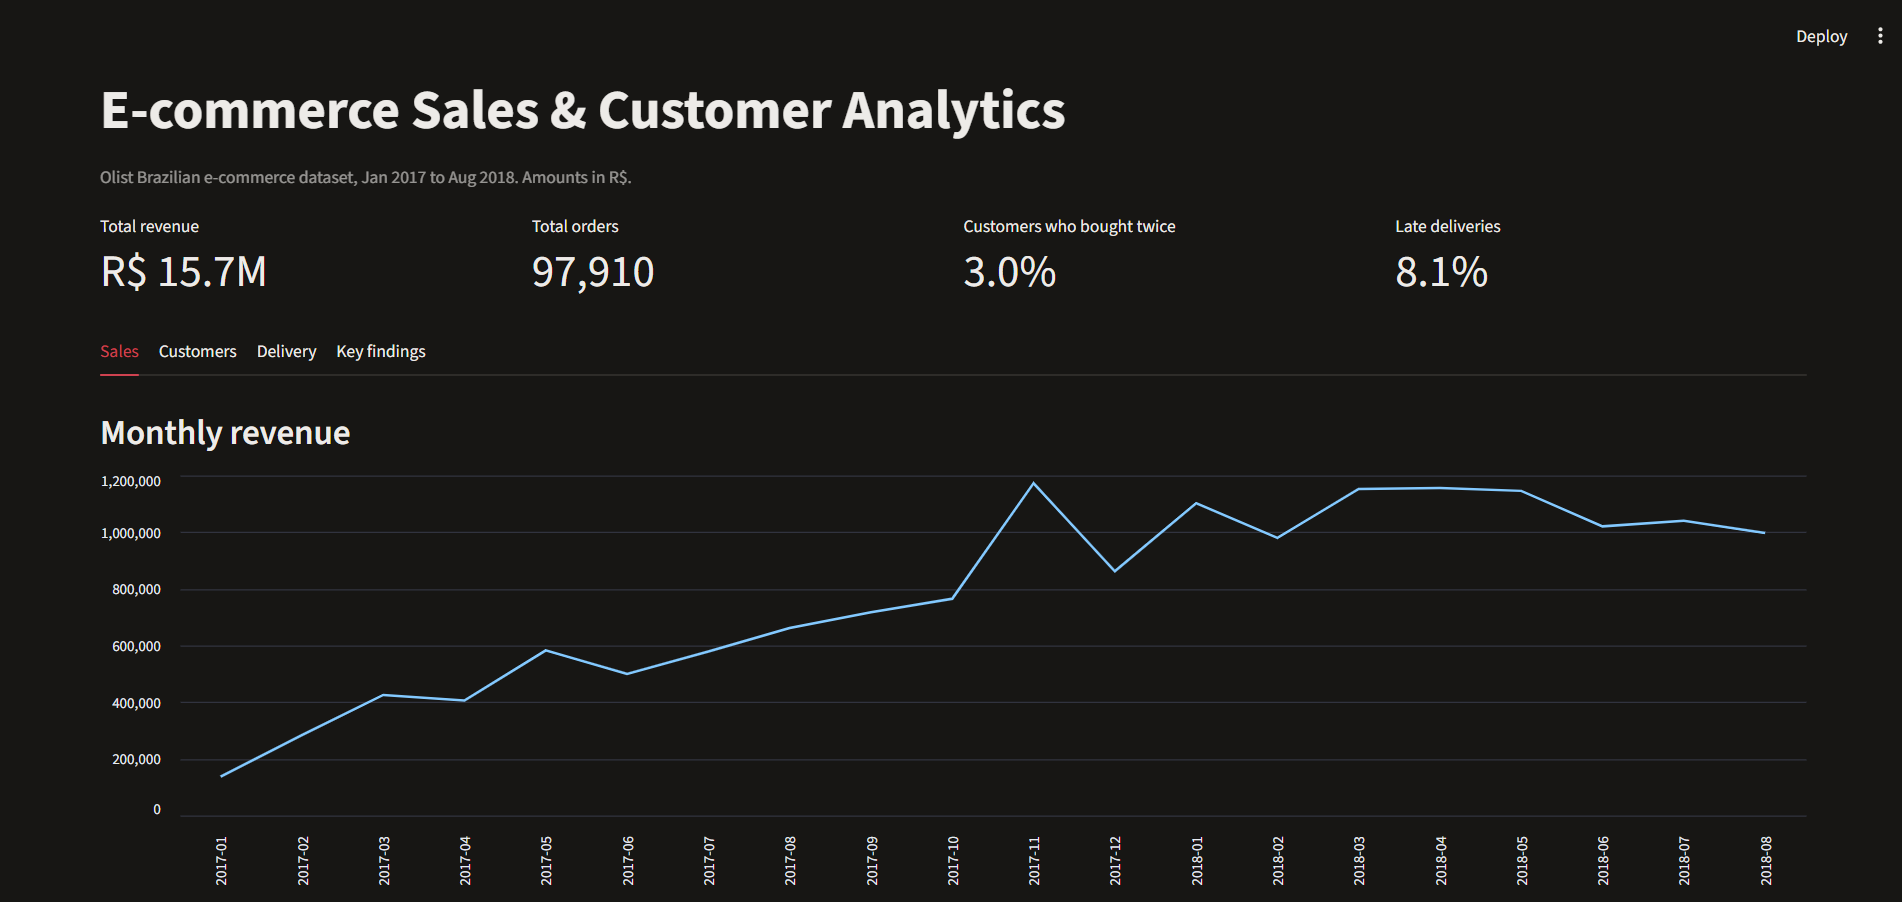 Deploy
E-commerce Sales & Customer Analytics
Olist Brazilian e-commerce dataset, Jan 2017 to Aug 2018. Amounts in R$.
Total revenue Total orders Customers who bought twice Late deliveries
R$ 15.7M 97,910 3.0% 8.1%
Sales Customers Delivery Key findings
Monthly revenue
1,200,000
1,000,000
800,000
600,000
400,000
200,000
0
2017-01 2017-02 2017-03 2017-04 2017-05 2017-06 2017-07 2017-08 2017-09 2017-10 2017-11 2017-12 2018-01 2018-02 2018-03 2018-04 2018-05 2018-06 2018-07 2018-08